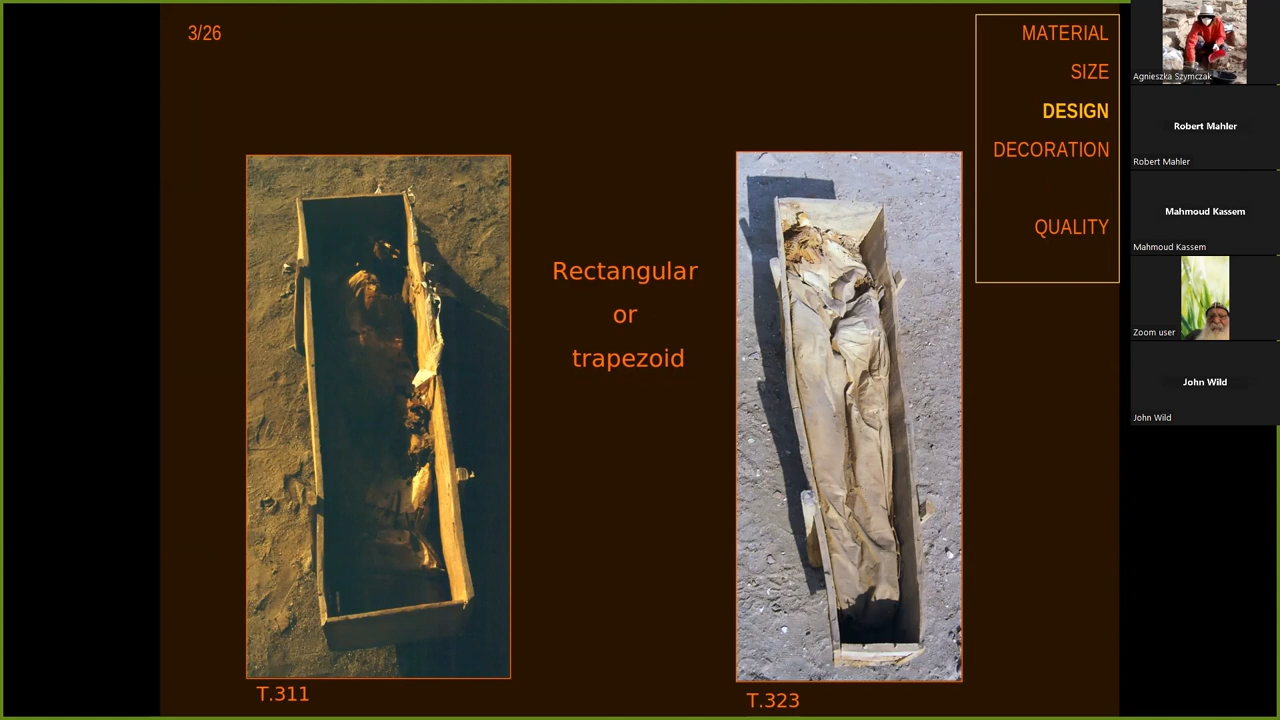 3/26
MATERIAL
SIZE
DESIGN
DECORATION
QUALITY
Rectangular
or
trapezoid
T.311
T.323
Agnieszka Szymczak
Robert Mahler
Robert Mahler
Mahmoud Kassem
Mahmoud Kassem
Zoom user
John Wild
John Wild